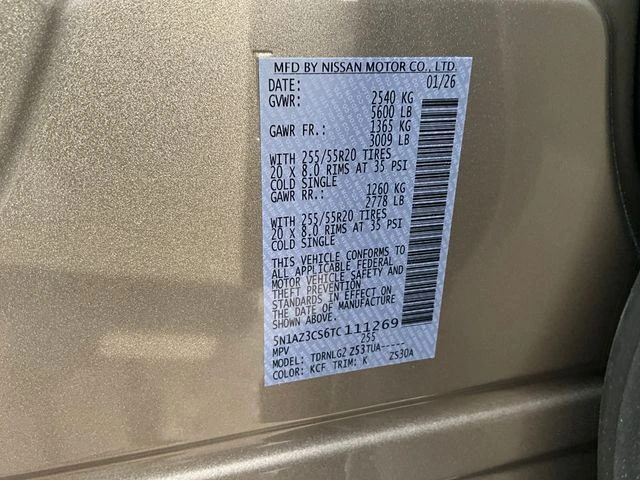 MFD BY NISSAN MOTOR CO., LTD.
DATE: 01/26
GVWR: 2540 KG
5600 LB
GAWR FR.: 1365 KG
3009 LB
WITH 255/55R20 TIRES
20 X 8.0 RIMS AT 35 PSI
COLD SINGLE
GAWR RR.: 1260 KG
2778 LB
WITH 255/55R20 TIRES
20 X 8.0 RIMS AT 35 PSI
COLD SINGLE
THIS VEHICLE CONFORMS TO
ALL APPLICABLE FEDERAL
MOTOR VEHICLE SAFETY AND
THEFT PREVENTION
STANDARDS IN EFFECT ON
THE DATE OF MANUFACTURE
SHOWN ABOVE.
5N1AZ3CS6TC111269
MPV 255
MODEL: TDRNLG2 Z53TUA-----
COLOR: KCF TRIM: K ZS30A